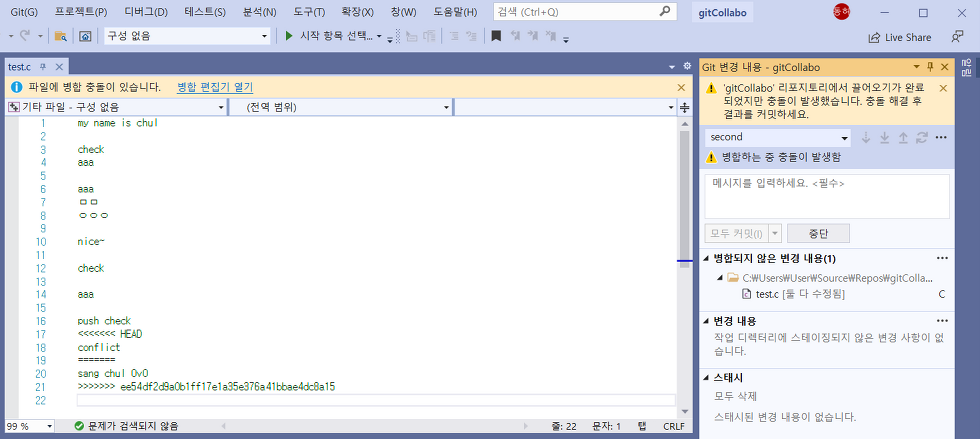 Git(G) 프로젝트(P) 디버그(D) 테스트(S) 분석(N) 도구(T) 확장(X) 창(W) 도움말(H) 검색 (Ctrl+Q) gitCollabo 동허
구성 없음 시작 항목 선택... Live Share
test.c
파일에 병합 충돌이 있습니다. 병합 편집기 열기
기타 파일 - 구성 없음 (전역 범위)
1 my name is chul
2
3 check
4 aaa
5
6 aaa
7 ㅁㅁ
8 ㅇㅇㅇ
9
10 nice~
11
12 check
13
14 aaa
15
16 push check
17 <<<<<<< HEAD
18 conflict
19 =======
20 sang chul 0v0
21 >>>>>>> ee54df2d9a0b1ff17e1a35e376a41bbae4dc8a15
22
99 % 문제가 검색되지 않음 줄: 22 문자: 1 탭 CRLF
Git 변경 내용 - gitCollabo
'gitCollabo' 리포지토리에서 끌어오기가 완료
되었지만 충돌이 발생했습니다. 충돌 해결 후
결과를 커밋하세요.
second
병합하는 중 충돌이 발생함
메시지를 입력하세요. <필수>
모두 커밋(I) 중단
병합되지 않은 변경 내용(1)
C:₩Users₩User₩Source₩Repos₩gitColla...
test.c [둘 다 수정됨] C
변경 내용
작업 디렉터리에 스테이징되지 않은 변경 사항이 없
습니다.
스태시
모두 삭제
스태시된 변경 내용이 없습니다.
알림